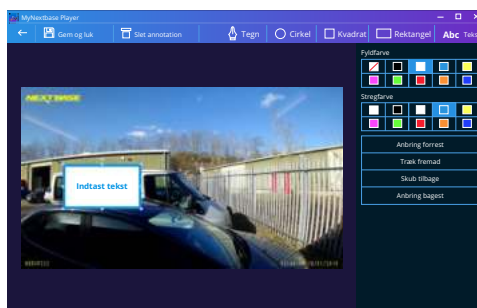 MyNextbase Player
Gem og luk
Slet annotation
Tegn
Cirkel
Kvadrat
Rektangel
Abc Teks
Fyldfarve
NEXTBASE
Stregfarve
Anbring forrest
Træk fremad
Indtast tekst
Skub tilbage
Anbring bagest